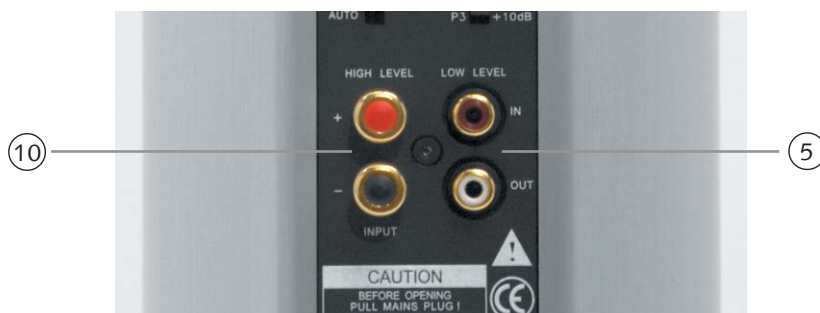 AUTO P3 +10dB
HIGH LEVEL LOW LEVEL
+ IN
10 5
− OUT
INPUT
!
CAUTION
BEFORE OPENING
PULL MAINS PLUG !
CE